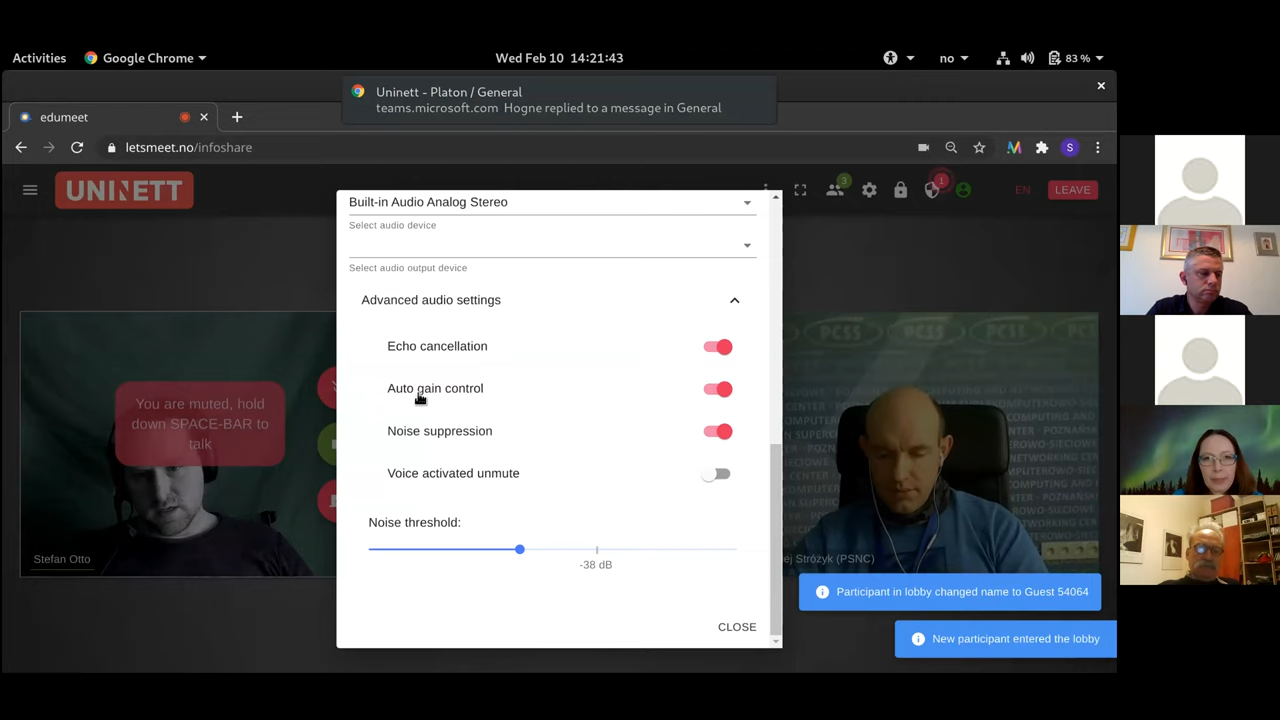 Activities
Google Chrome
Wed Feb 10 14:21:43
no
83 %
Uninett - Platon / General
teams.microsoft.com Hogne replied to a message in General
edumeet
letsmeet.no/infoshare
M
S
UNINETT
3
1
EN
LEAVE
Built-in Audio Analog Stereo
Select audio device
Select audio output device
Advanced audio settings
Echo cancellation
Auto gain control
Noise suppression
Voice activated unmute
Noise threshold:
-38 dB
CLOSE
You are muted, hold
down SPACE-BAR to
talk
Stefan Otto
PCSS
Stróżyk (PSNC)
Participant in lobby changed name to Guest 54064
New participant entered the lobby